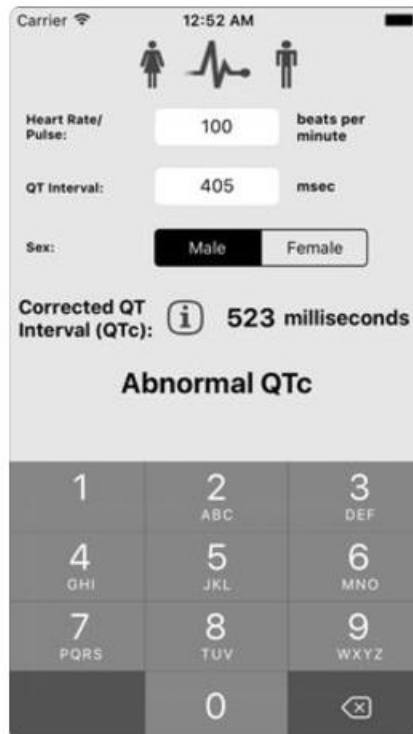 Carrier 12:52 AM
Heart Rate/
Pulse:
100
beats per
minute
QT Interval:
405
msec
Sex:
Male
Female
Corrected QT
Interval (QTc):
i
523 milliseconds
Abnormal QTc
1
2
ABC
3
DEF
4
GHI
5
JKL
6
MNO
7
PQRS
8
TUV
9
WXYZ
0